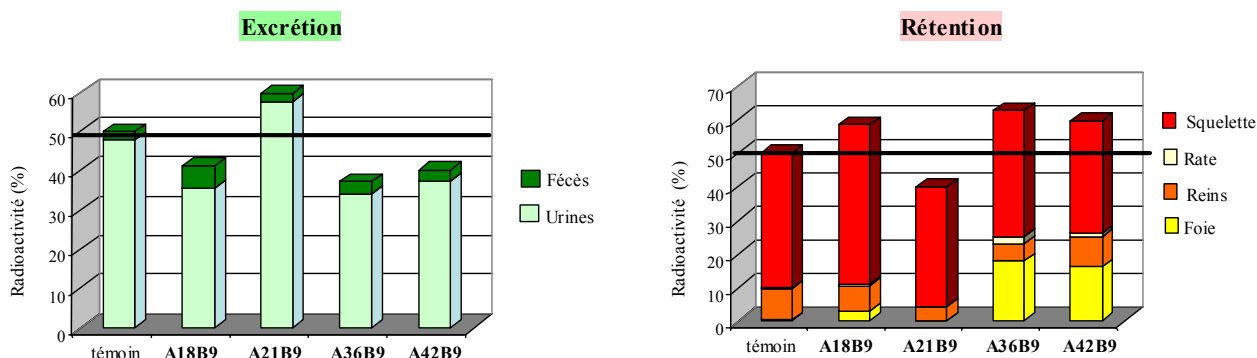 Excrétion
Radioactivité (%)
60
50
40
30
20
10
0
témoin A18B9 A21B9 A36B9 A42B9
Fécès
Urines
Rétention
Radioactivité (%)
70
60
50
40
30
20
10
0
témoin A18B9 A21B9 A36B9 A42B9
Squelette
Rate
Reins
Foie